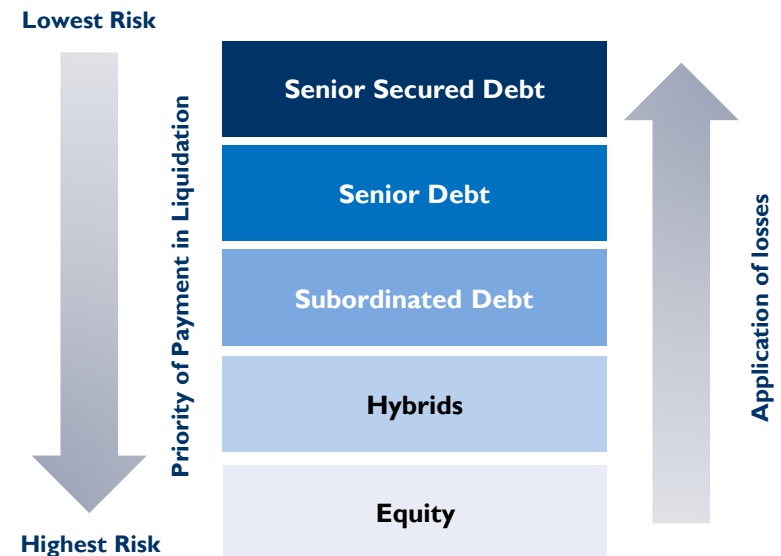 Lowest Risk
Priority of Payment in Liquidation
Senior Secured Debt
Senior Debt
Subordinated Debt
Hybrids
Equity
Application of losses
Highest Risk